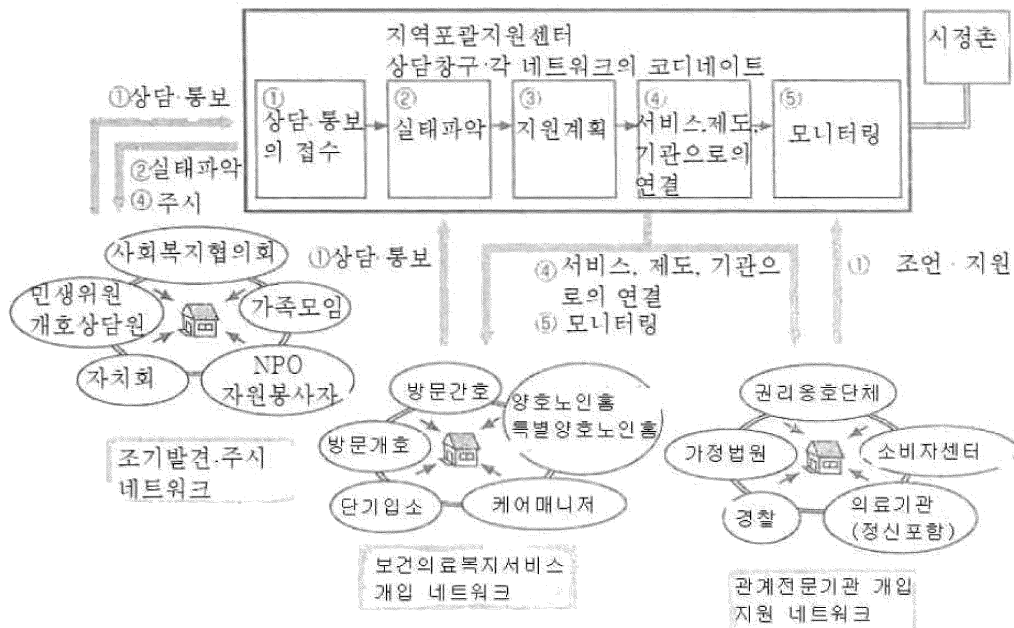 지역포괄지원센터
상담창구·각 네트워크의 코디네이트
시정촌
①
상담·통보
의 접수
②
실태파악
③
지원계획
④
서비스.제도.
기관으로의
연결
⑤
모니터링
①상담·통보
②실태파악
④ 주시
①상담·통보
④ 서비스, 제도, 기관으
로의 연결
⑤ 모니터링
① 조언·지원
사회복지협의회
민생위원
개호상담원
가족모임
자치회
NPO
자원봉사자
조기발견.주시
네트워크
방문간호
양호노인홈
특별양호노인홈
방문개호
단기입소
케어매니저
보건의료복지서비스
개입 네트워크
권리옹호단체
가정법원
소비자센터
경찰
의료기관
(정신포함)
관계전문기관 개입
지원 네트워크